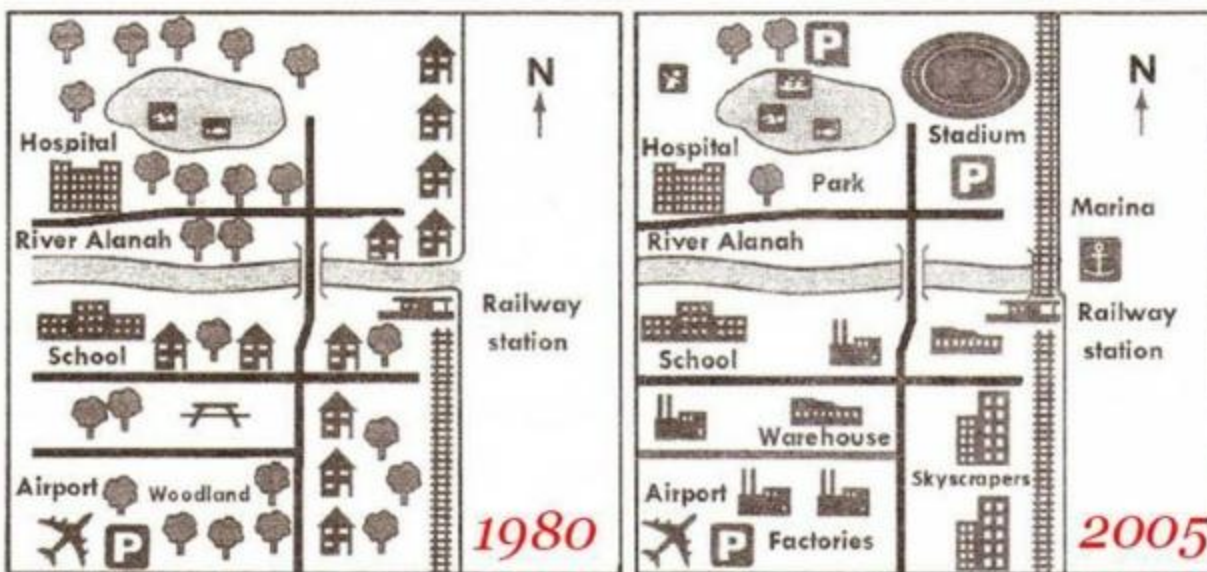 N
Hospital
River Alanah
Railway
station
School
Airport
Woodland
P
1980
P
N
Stadium
Hospital
P
Park
Marina
River Alanah
Railway
station
School
Warehouse
Skyscrapers
Airport
P
Factories
2005